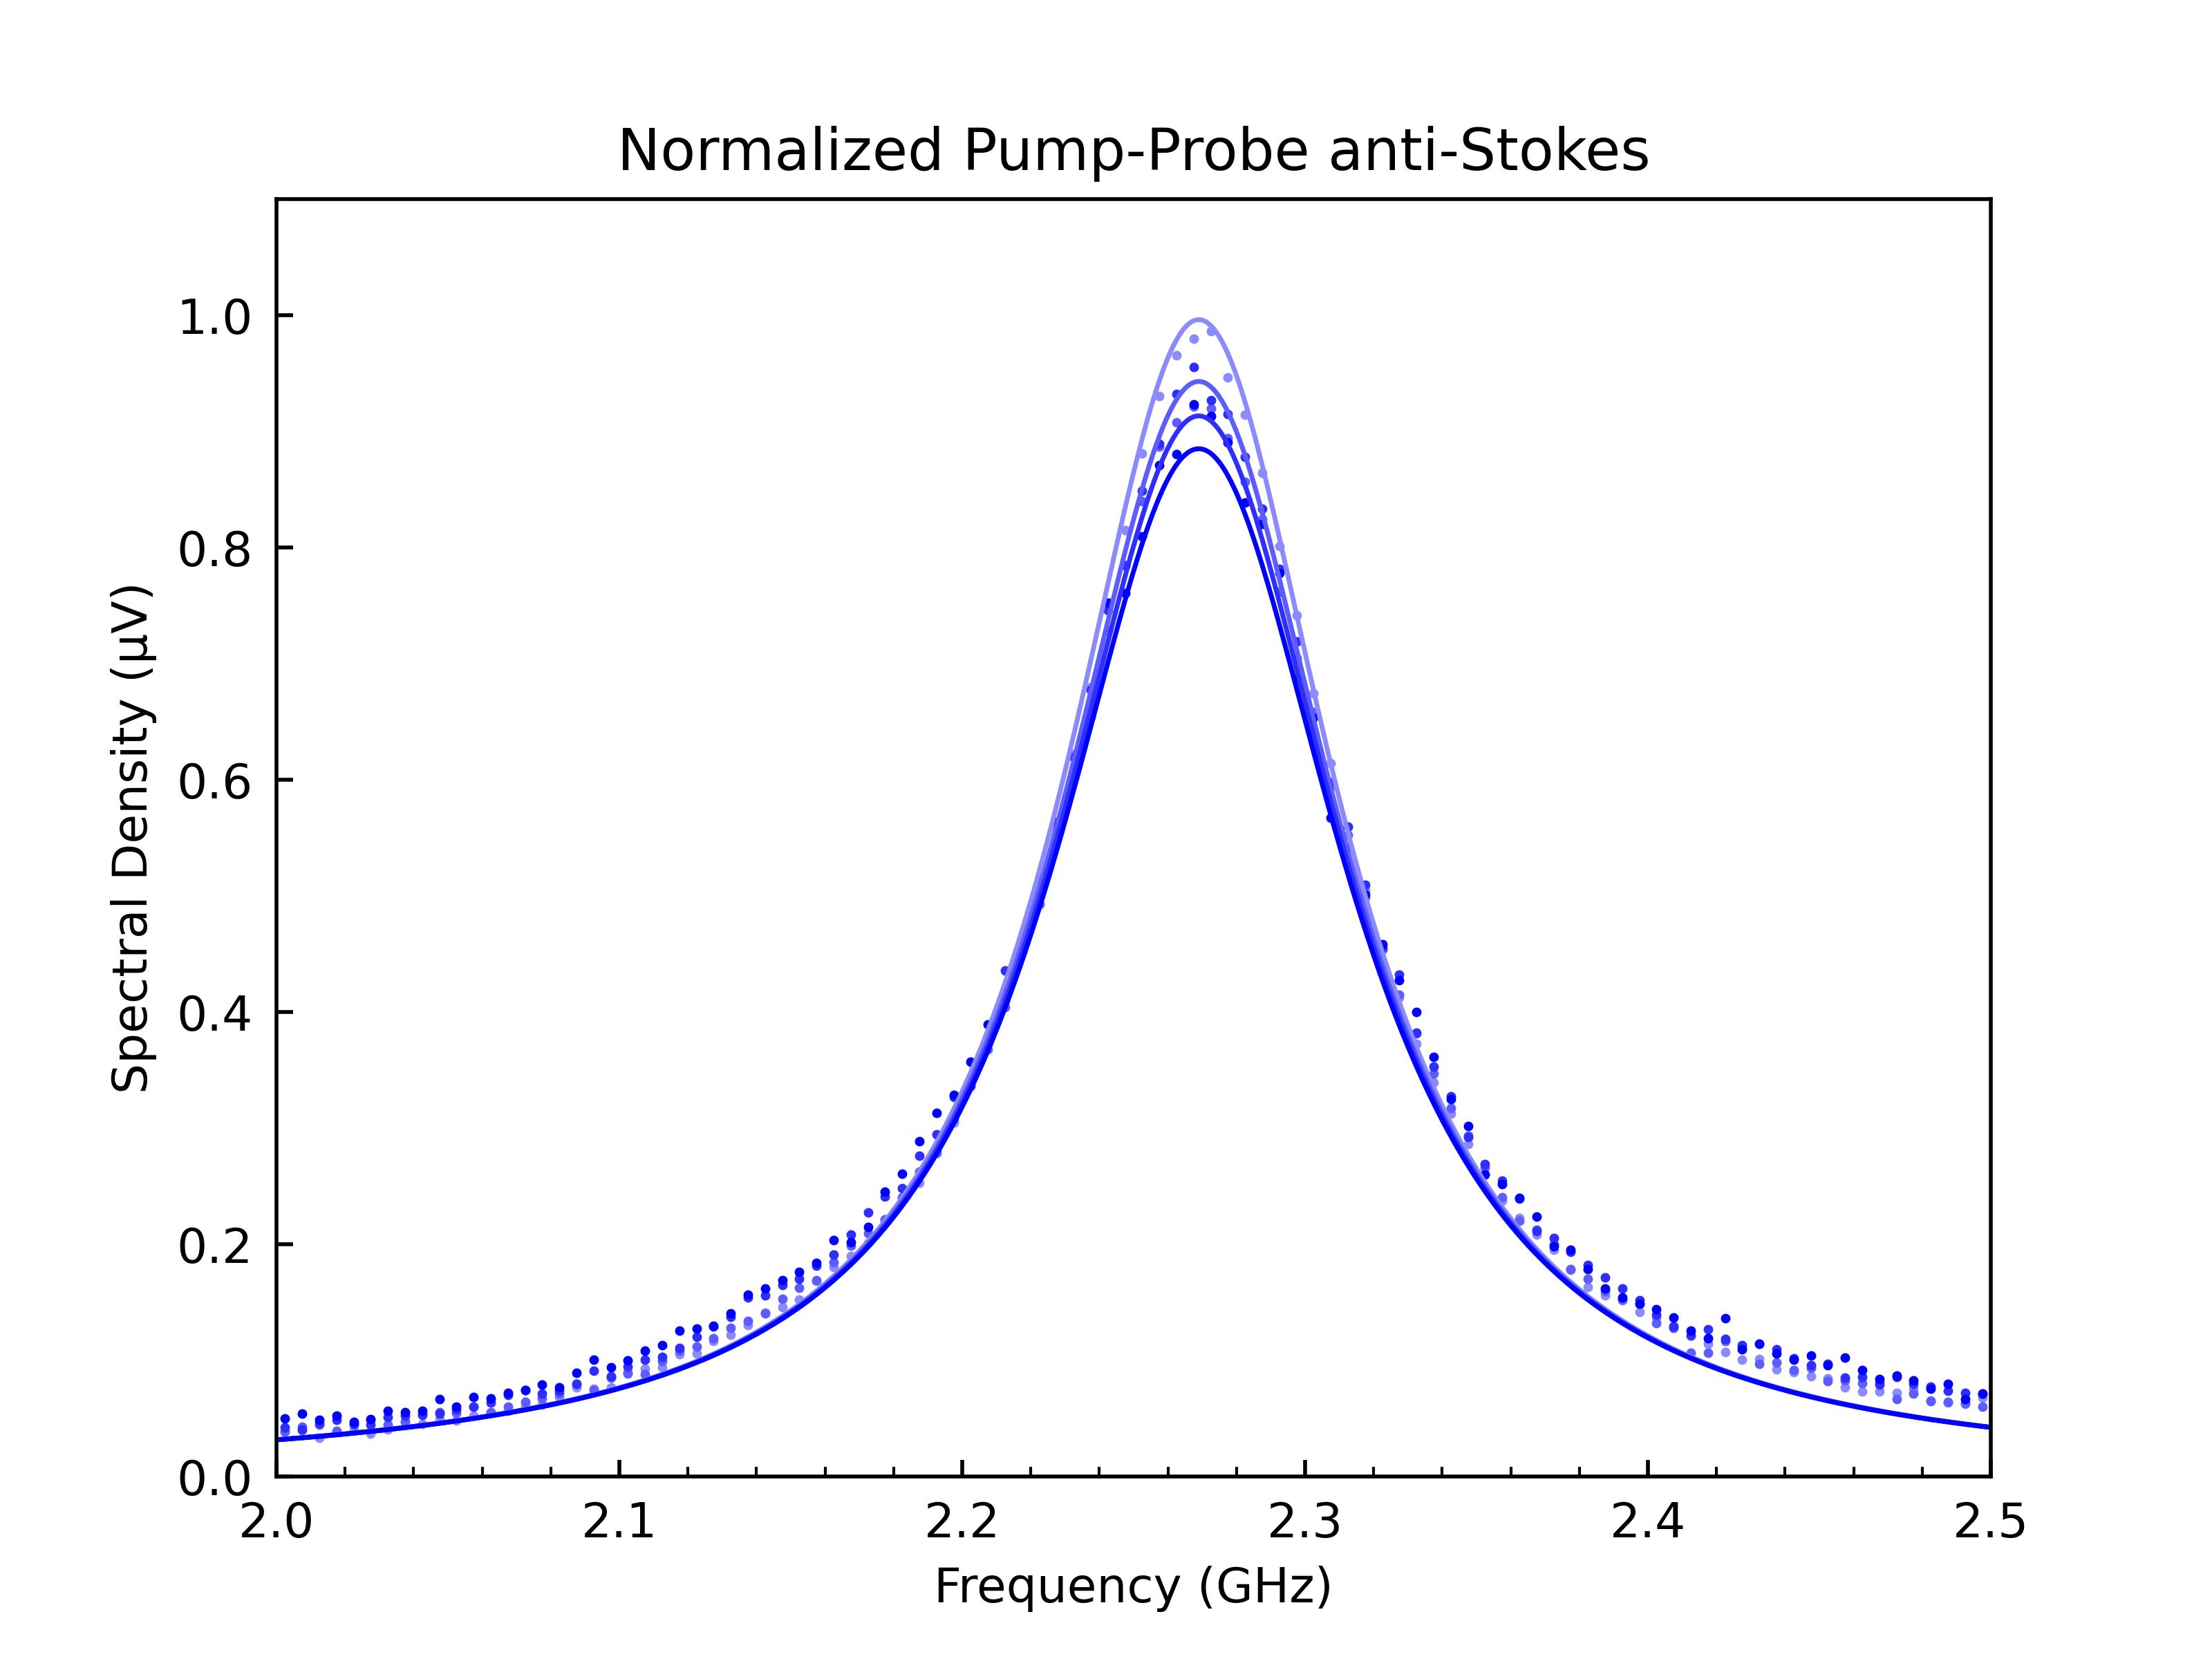 Normalized Pump-Probe anti-Stokes
Spectral Density (µV)
1.0
0.8
0.6
0.4
0.2
0.0
2.0 2.1 2.2 2.3 2.4 2.5
Frequency (GHz)